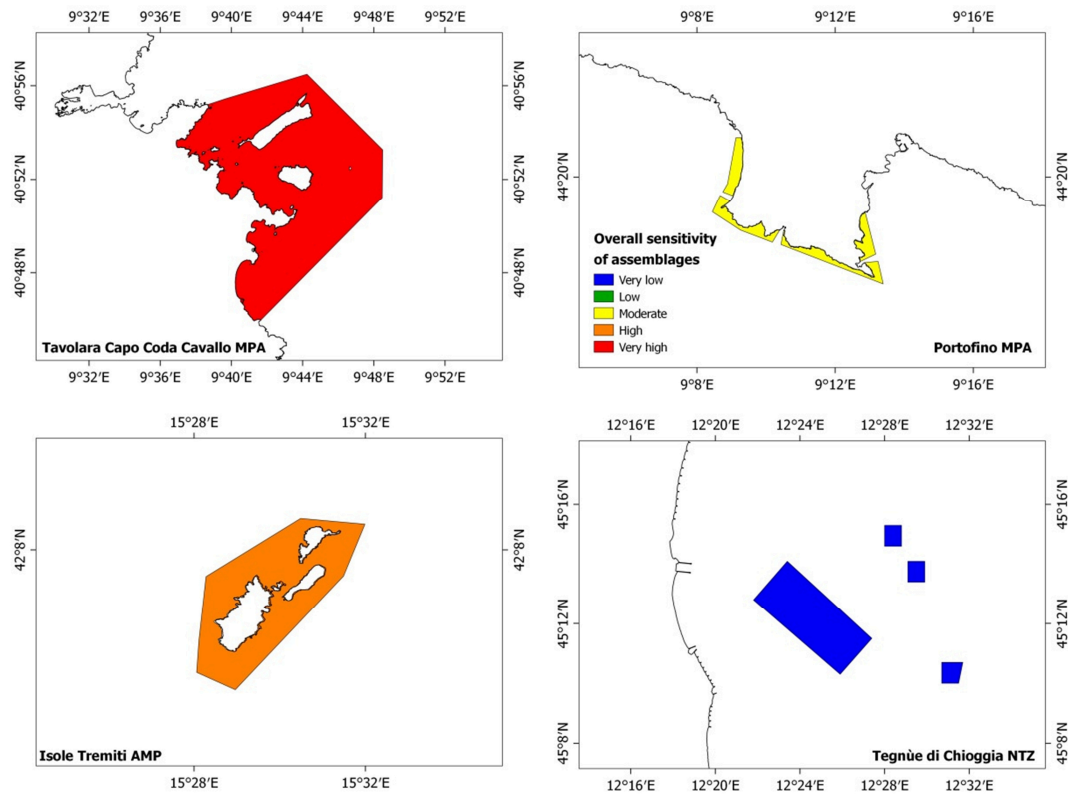 9°32′E 9°36′E 9°40′E 9°44′E 9°48′E 9°52′E
40°56′N 40°56′N
40°52′N 40°52′N
40°48′N 40°48′N
Tavolara Capo Coda Cavallo MPA
9°32′E 9°36′E 9°40′E 9°44′E 9°48′E 9°52′E
9°8′E 9°12′E 9°16′E
44°20′N 44°20′N
Overall sensitivity
of assemblages
Very low
Low
Moderate
High
Very high
Portofino MPA
9°8′E 9°12′E 9°16′E
15°28′E 15°32′E
42°8′N 42°8′N
Isole Tremiti AMP
15°28′E 15°32′E
12°16′E 12°20′E 12°24′E 12°28′E 12°32′E
45°16′N 45°16′N
45°12′N 45°12′N
45°8′N 45°8′N
Tegnùe di Chioggia NTZ
12°16′E 12°20′E 12°24′E 12°28′E 12°32′E